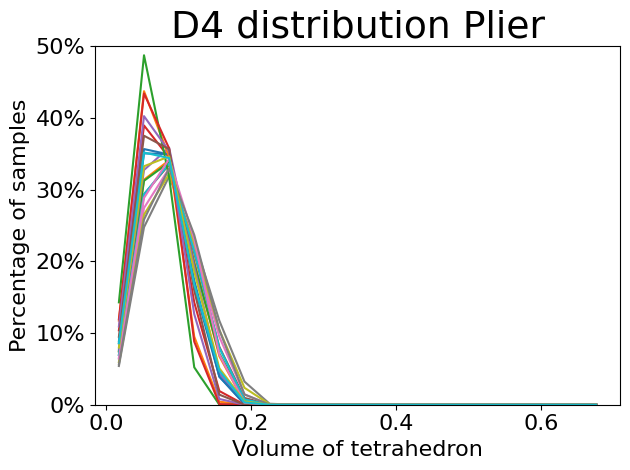 D4 distribution Plier
50%
40%
30%
20%
10%
0%
Percentage of samples
0.0 0.2 0.4 0.6
Volume of tetrahedron